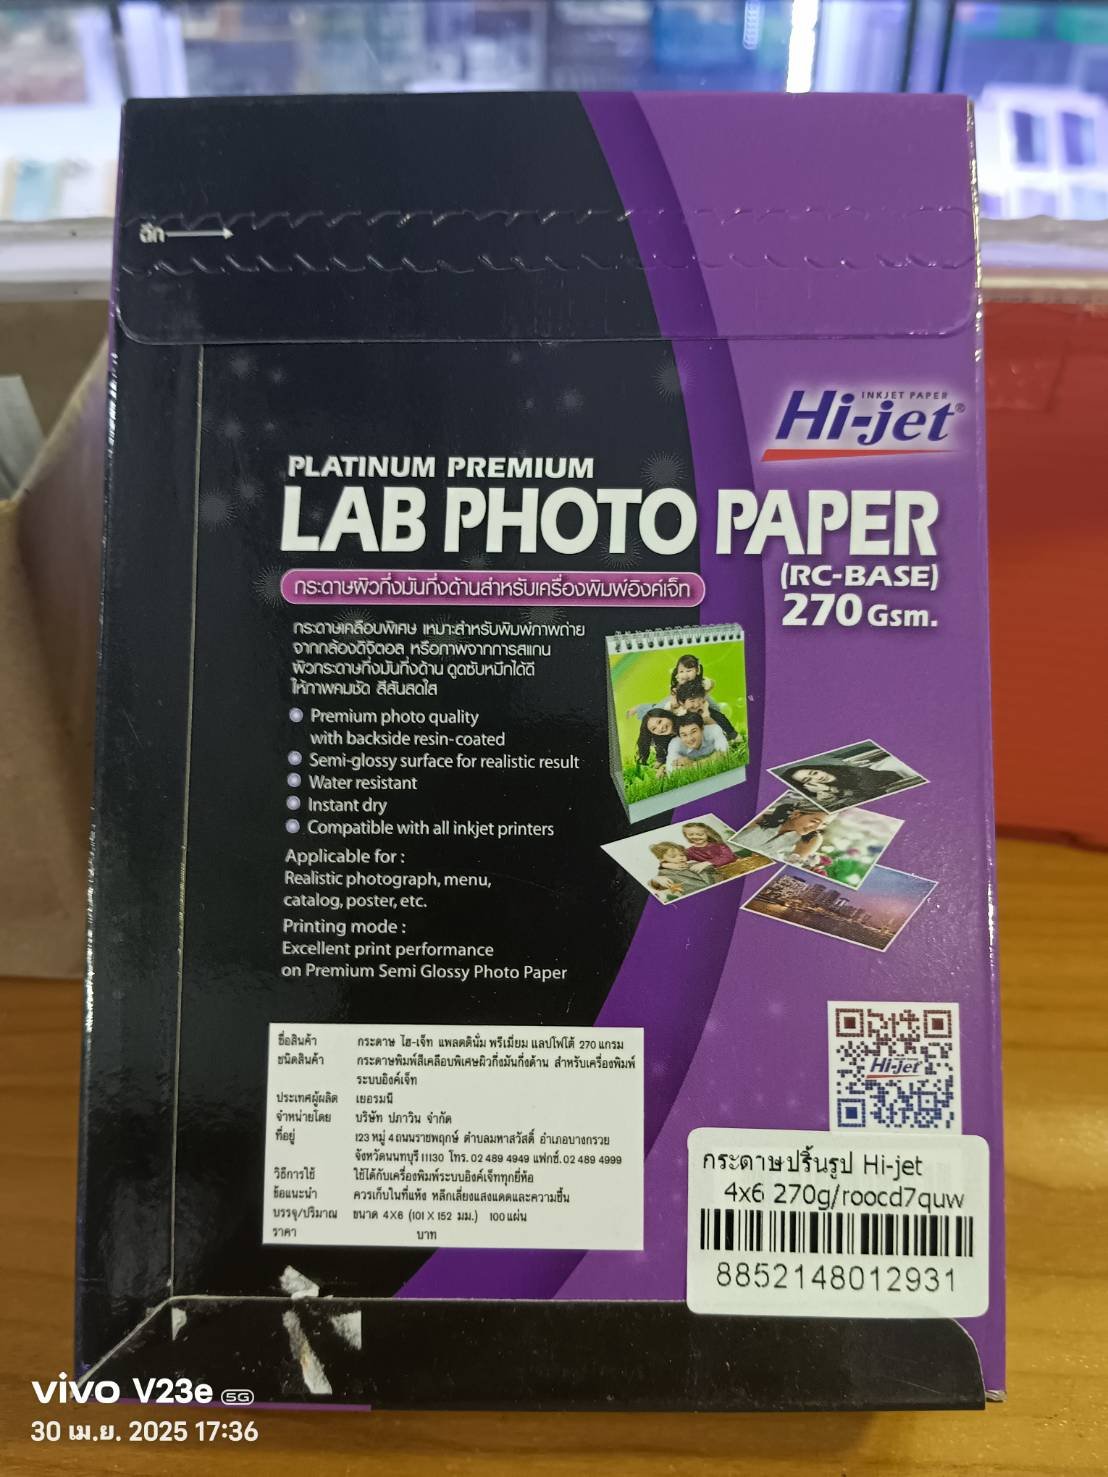 ฉีก
INKJET PAPER
Hi-jet®
PLATINUM PREMIUM
LAB PHOTO PAPER
(RC-BASE)
270 Gsm.
กระดาษผิวกึ่งมันกึ่งด้านสำหรับเครื่องพิมพ์อิงค์เจ็ท
กระดาษเคลือบพิเศษ เหมาะสำหรับพิมพ์ภาพถ่าย
จากกล้องดิจิตอล หรือภาพจากการสแกน
ผิวกระดาษกึ่งมันกึ่งด้าน ดูดซับหมึกได้ดี
ให้ภาพคมชัด สีสันสดใส
Premium photo quality
with backside resin-coated
Semi-glossy surface for realistic result
Water resistant
Instant dry
Compatible with all inkjet printers
Applicable for :
Realistic photograph, menu,
catalog, poster, etc.
Printing mode :
Excellent print performance
on Premium Semi Glossy Photo Paper
ชื่อสินค้า กระดาษ ไฮ-เจ็ท แพลตตินั่ม พรีเมี่ยม แลปโฟโต้ 270 แกรม
ชนิดสินค้า กระดาษพิมพ์สีเคลือบพิเศษผิวกึ่งมันกึ่งด้าน สำหรับเครื่องพิมพ์
ระบบอิงค์เจ็ท
ประเทศผู้ผลิต เยอรมนี
จำหน่ายโดย บริษัท ปภาวิน จำกัด
ที่อยู่ 123 หมู่ 4 ถนนราชพฤกษ์ ตำบลมหาสวัสดิ์ อำเภอบางกรวย
จังหวัดนนทบุรี 11130 โทร. 02 489 4949 แฟกซ์. 02 489 4999
วิธีการใช้ ใช้ได้กับเครื่องพิมพ์ระบบอิงค์เจ็ททุกยี่ห้อ
ข้อแนะนำ ควรเก็บในที่แห้ง หลีกเลี่ยงแสงแดดและความชื้น
บรรจุ/ปริมาณ ขนาด 4X6 (101 X 152 มม.) 100 แผ่น
ราคา บาท
Hi-jet
กระดาษปริ้นรูป Hi-jet
4x6 270g/roocd7quw
8852148012931
vivo V23e 5G
30 เม.ย. 2025 17:36